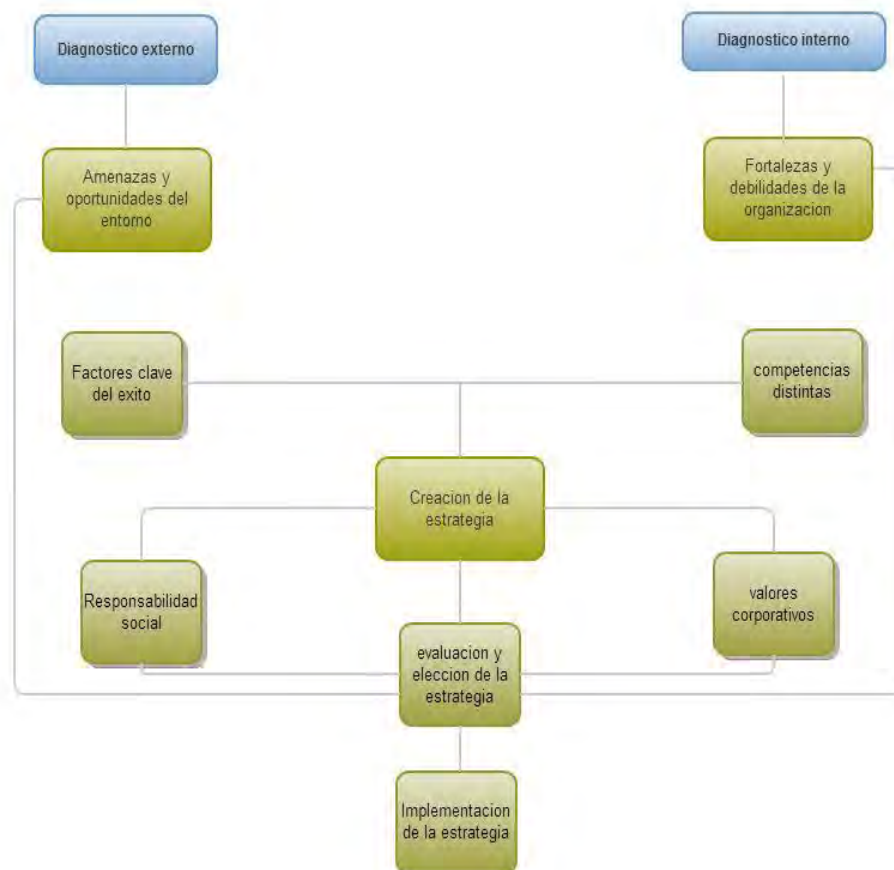 Diagnostico externo
Diagnostico interno
Amenazas y
oportunidades del
entorno
Fortalezas y
debilidades de la
organizacion
Factores clave
del exito
competencias
distintas
Creacion de la
estrategia
Responsabilidad
social
valores
corporativos
evaluacion y
eleccion de la
estrategia
Implementacion
de la estrategia